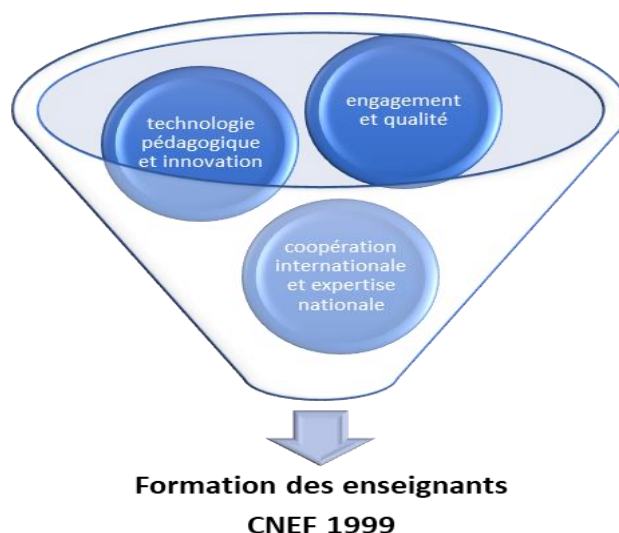 technologie
pédagogique
et innovation
engagement
et qualité
coopération
internationale
et expertise
nationale
Formation des enseignants
CNEF 1999